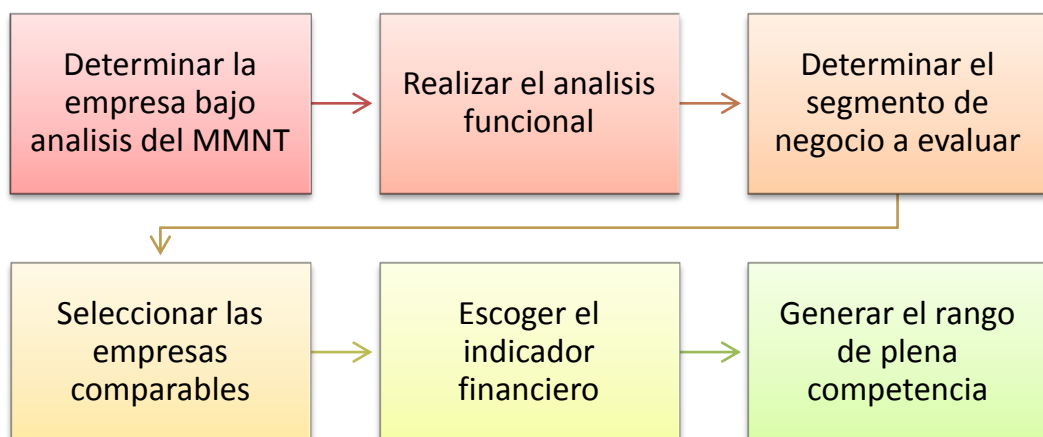 Determinar la
empresa bajo
analisis del MMNT
Realizar el analisis
funcional
Determinar el
segmento de
negocio a evaluar
Seleccionar las
empresas
comparables
Escoger el
indicador
financiero
Generar el rango
de plena
competencia